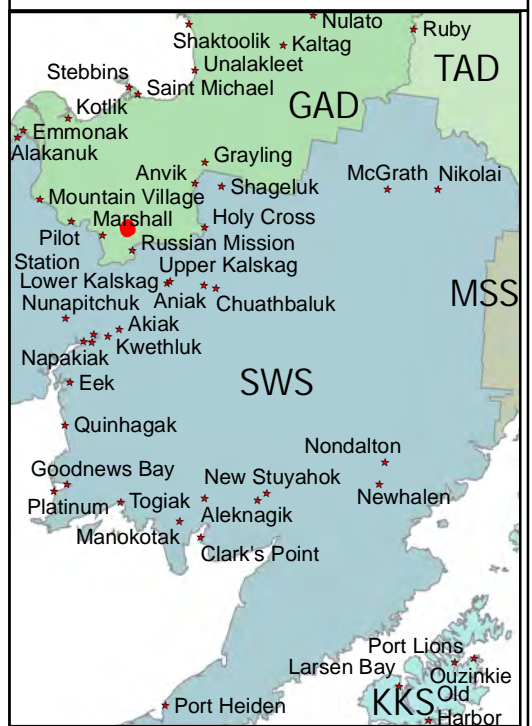 Nulato
Ruby
Shaktoolik
Kaltag
TAD
Unalakleet
Stebbins
Saint Michael
GAD
Kotlik
Emmonak
Alakanuk
Grayling
Anvik
McGrath
Nikolai
Shageluk
Mountain Village
Marshall
Holy Cross
Pilot
Station
Russian Mission
Upper Kalskag
Lower Kalskag
MSS
Nunapitchuk
Aniak
Chuathbaluk
Akiak
Kwethluk
Napakiak
SWS
Eek
Quinhagak
Nondalton
Goodnews Bay
New Stuyahok
Newhalen
Platinum
Togiak
Aleknagik
Manokotak
Clark's Point
Port Lions
Larsen Bay
Ouzinkie
KKS
Old
Harbor
Port Heiden